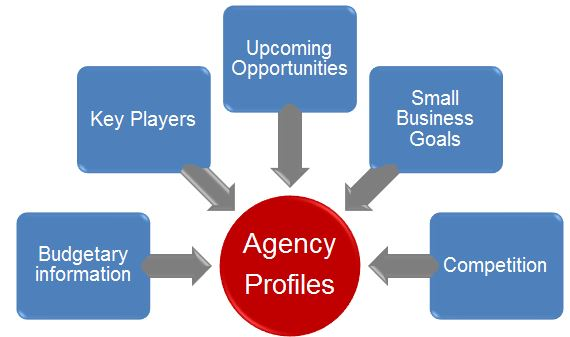 Upcoming
Opportunities
Key Players
Small
Business
Goals
Budgetary
information
Agency
Profiles
Competition